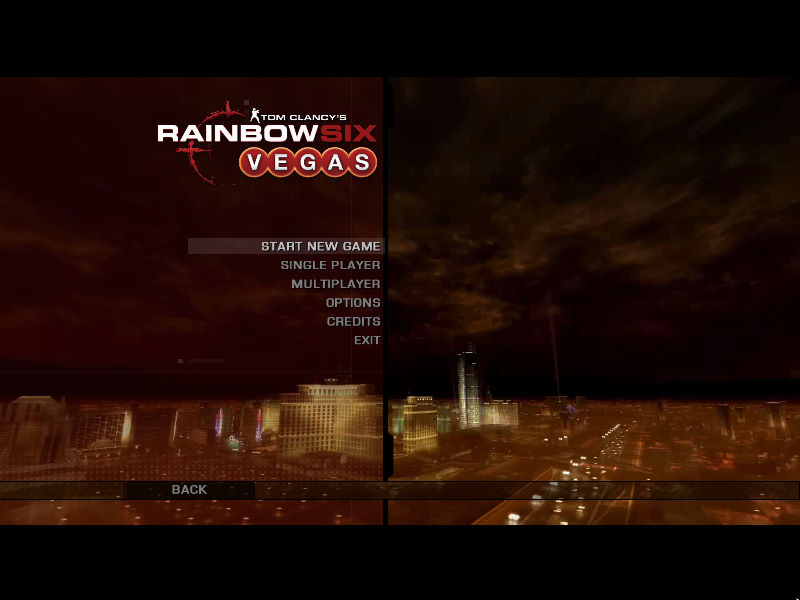 TOM CLANCY'S
RAINBOWSIX
VEGAS
START NEW GAME
SINGLE PLAYER
MULTIPLAYER
OPTIONS
CREDITS
EXIT
BACK